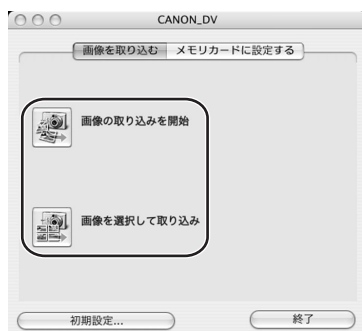 CANON_DV
画像を取り込む メモリカードに設定する
画像の取り込みを開始
画像を選択して取り込み
初期設定... 終了